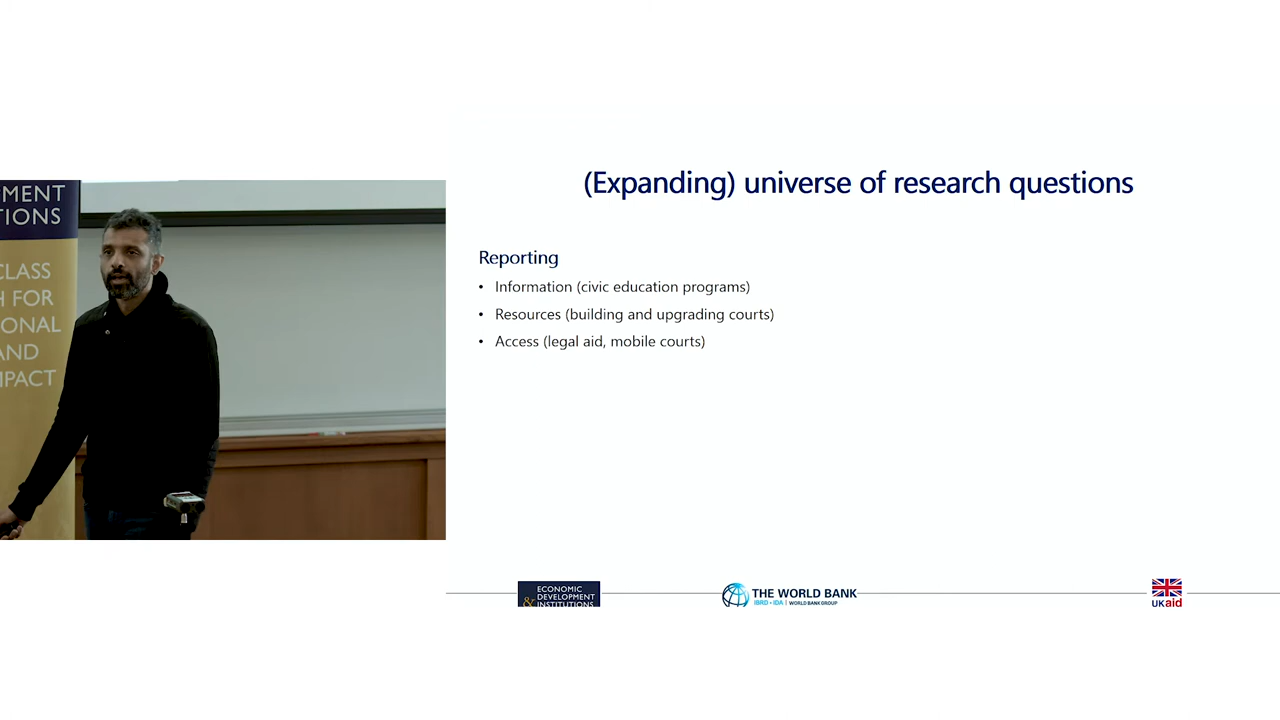 MENT
TIONS
CLASS
H FOR
ONAL
AND
IPACT
(Expanding) universe of research questions
Reporting
• Information (civic education programs)
• Resources (building and upgrading courts)
• Access (legal aid, mobile courts)
ECONOMIC
DEVELOPMENT
& INSTITUTIONS
THE WORLD BANK
IBRD • IDA | WORLD BANK GROUP
UKaid